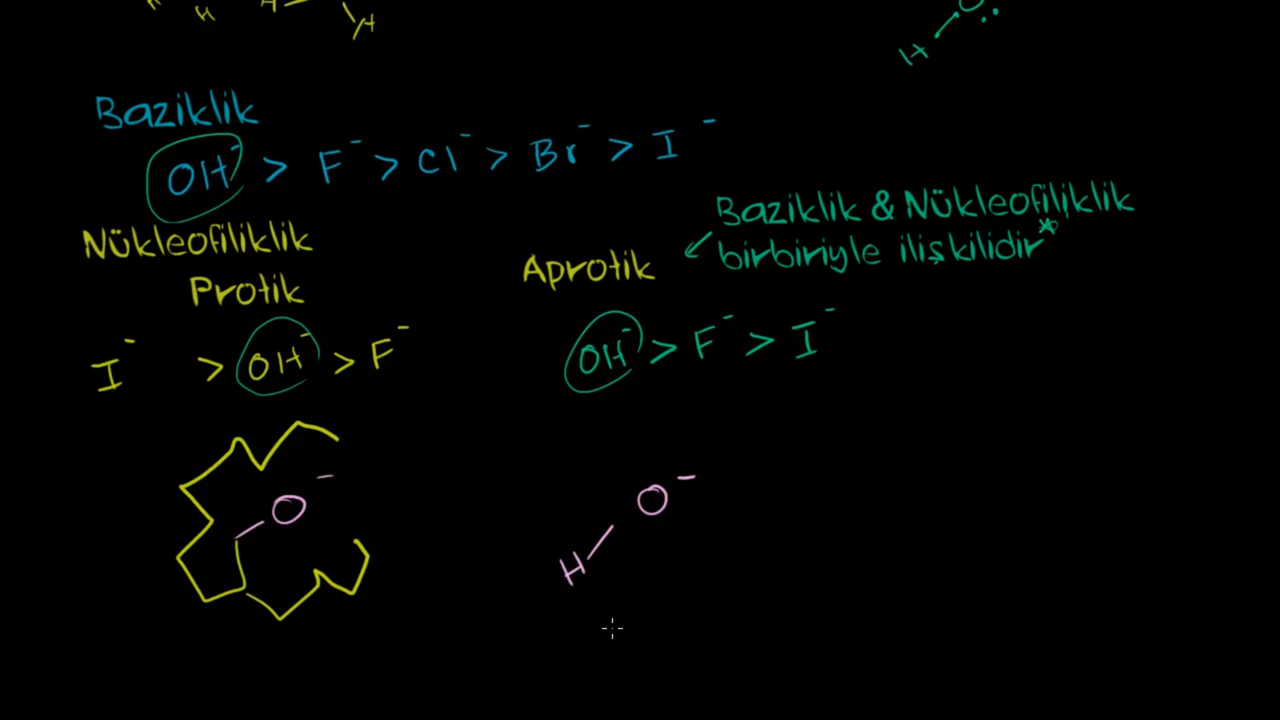 H H H H
H O
Baziklik
OH⁻ > F⁻ > Cl⁻ > Br⁻ > I⁻
Baziklik & Nükleofiliklik
birbiriyle ilişkilidir*
Nükleofiliklik
Protik
Aprotik
I⁻ > OH⁻ > F⁻
OH⁻ > F⁻ > I⁻
O⁻
H O⁻